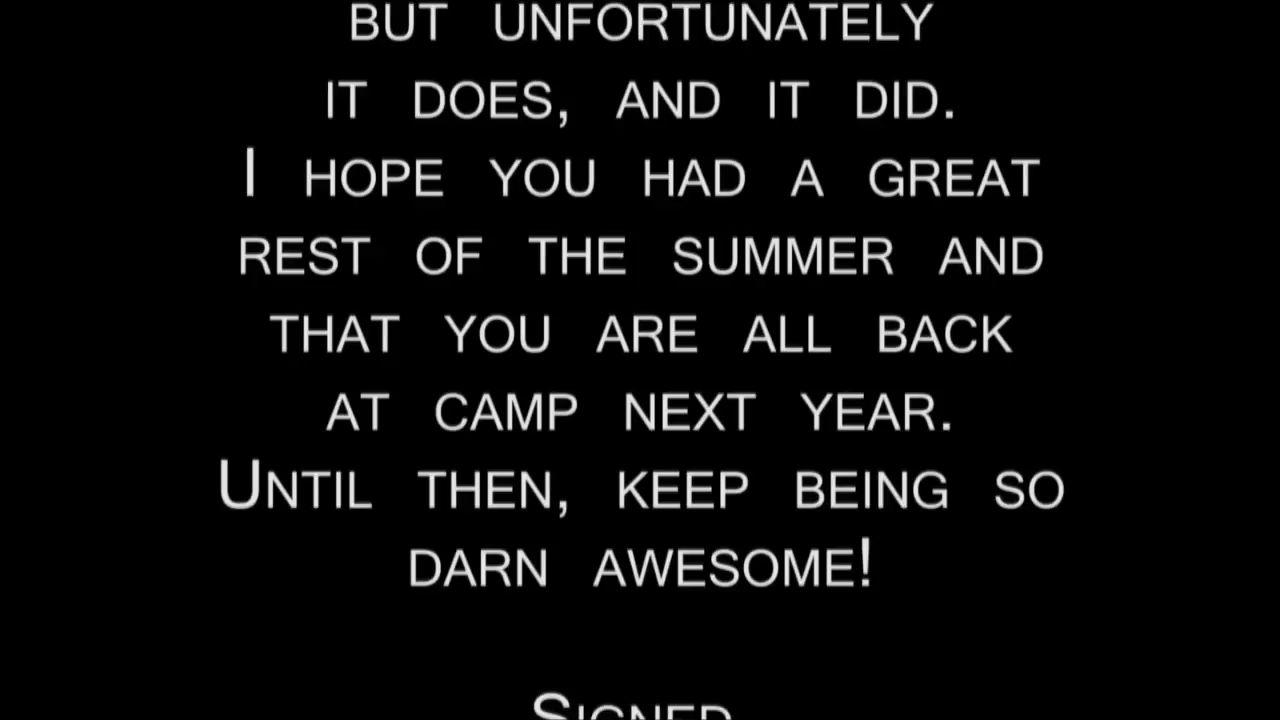 BUT UNFORTUNATELY
IT DOES, AND IT DID.
I HOPE YOU HAD A GREAT
REST OF THE SUMMER AND
THAT YOU ARE ALL BACK
AT CAMP NEXT YEAR.
UNTIL THEN, KEEP BEING SO
DARN AWESOME!
SIGNED